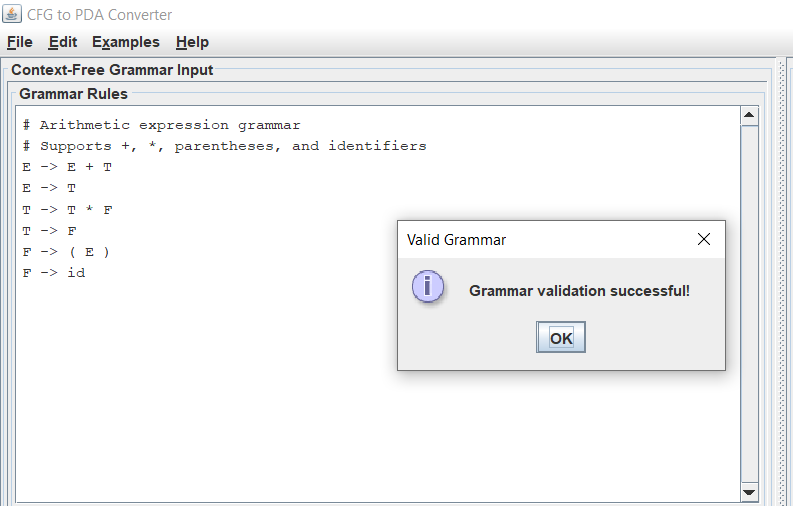 CFG to PDA Converter
File Edit Examples Help
Context-Free Grammar Input
Grammar Rules
# Arithmetic expression grammar
# Supports +, *, parentheses, and identifiers
E -> E + T
E -> T
T -> T * F
T -> F
F -> ( E )
F -> id
Valid Grammar
i
Grammar validation successful!
OK